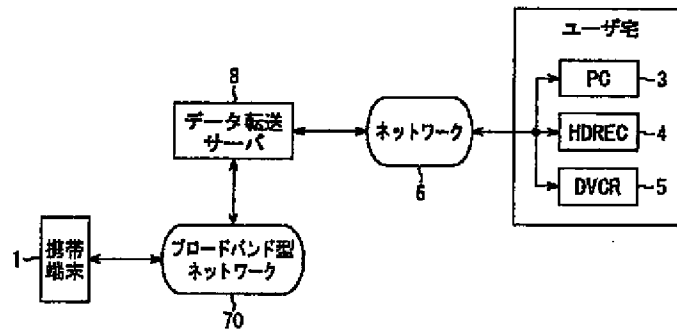 ユーザ宅
PC
3
HDREC
4
DVCR
5
8
データ転送
サーバ
ネットワーク
6
1
携帯
端末
ブロードバンド型
ネットワーク
70